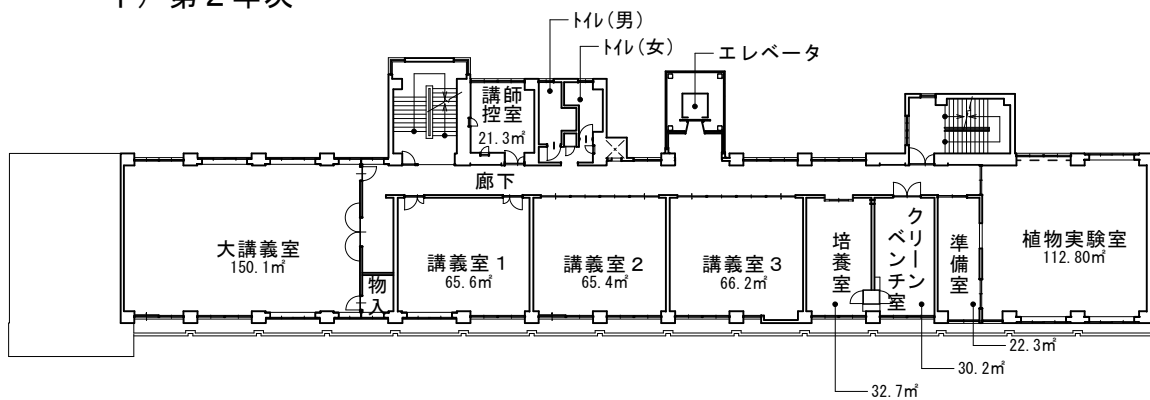 イ) 第２年次
ﾄｲﾚ(男)
ﾄｲﾚ(女)
エレベータ
講師
控室
21.3㎡
廊下
大講義室
150.1㎡
物入
講義室１
65.6㎡
講義室２
65.4㎡
講義室３
66.2㎡
培養室
クリーン
ベンチ室
準備室
植物実験室
112.80㎡
22.3㎡
30.2㎡
32.7㎡